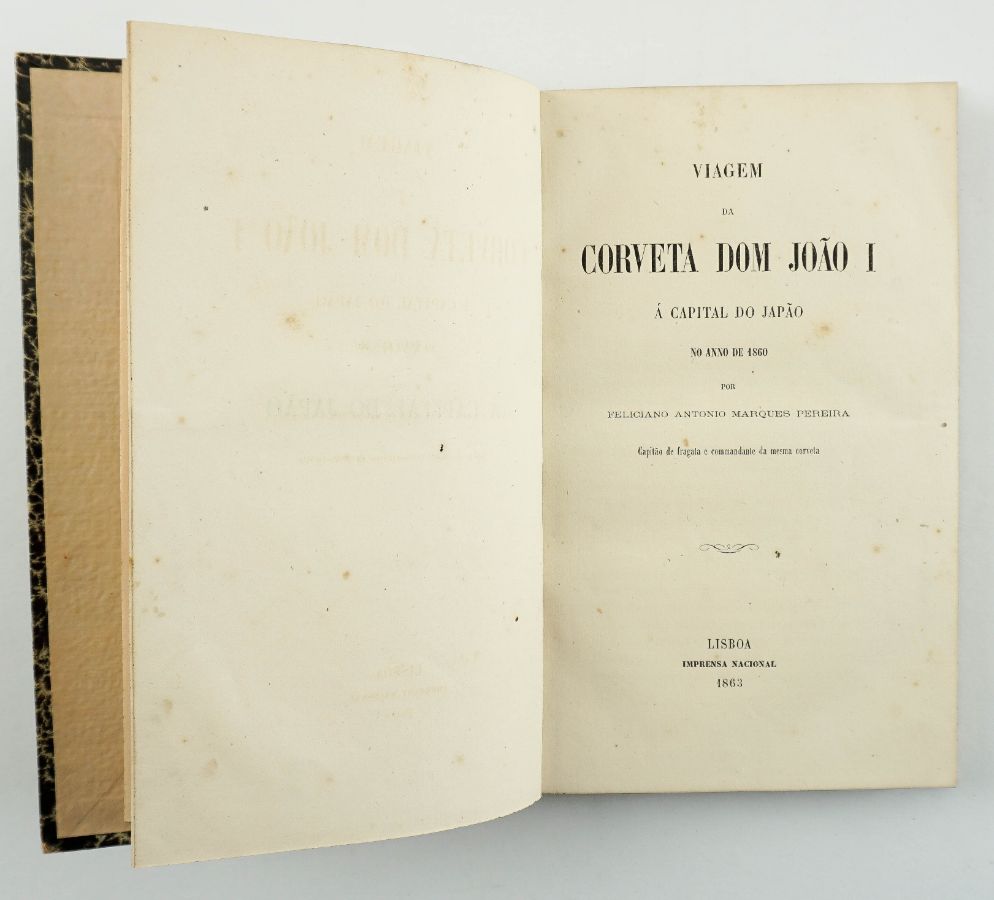 VIAGEM
DA
CORVETA DOM JOÃO I
Á CAPITAL DO JAPÃO
NO ANNO DE 1860
POR
FELICIANO ANTONIO MARQUES PEREIRA
Capitão de fragata e commandante da mesma corveta
LISBOA
IMPRENSA NACIONAL
1863